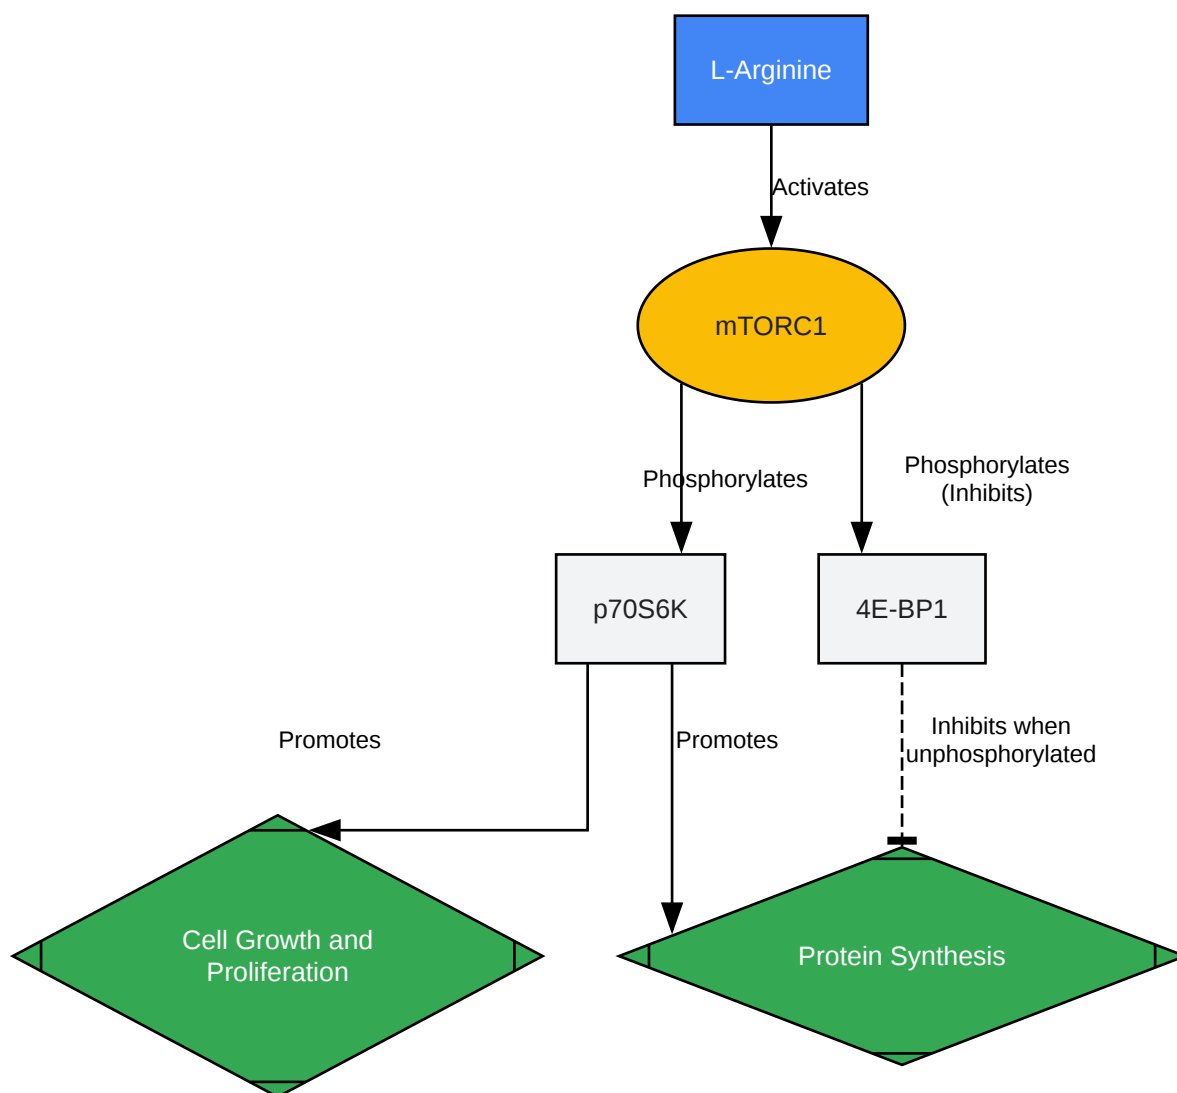 L-Arginine
Activates
mTORC1
Phosphorylates
Phosphorylates
(Inhibits)
p70S6K
4E-BP1
Promotes
Promotes
Inhibits when
unphosphorylated
Cell Growth and
Proliferation
Protein Synthesis